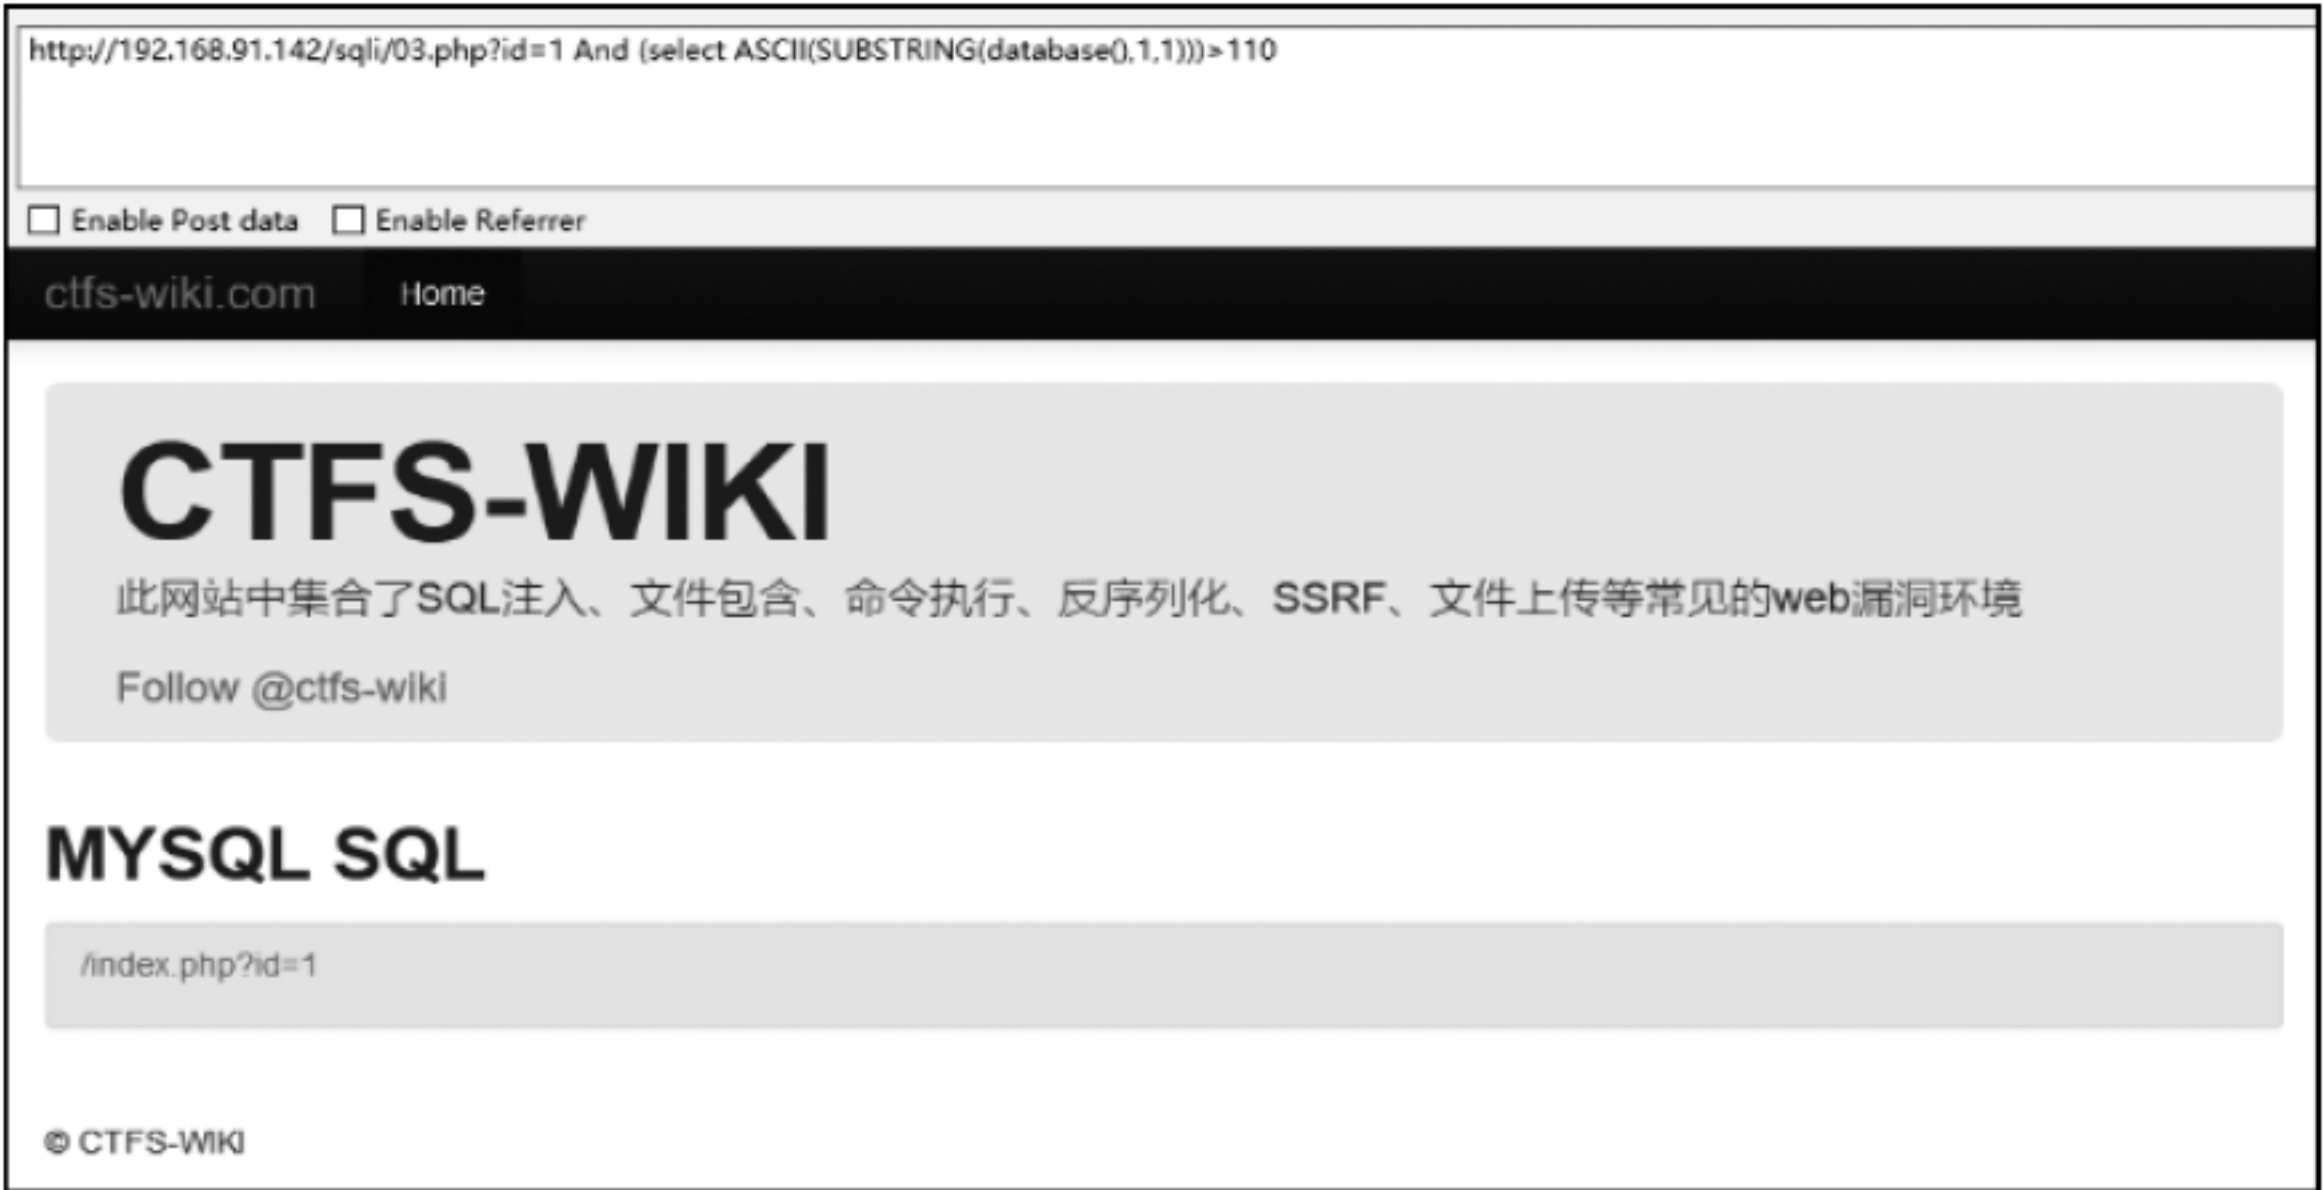 http://192.168.91.142/sqli/03.php?id=1 And (select ASCII(SUBSTRING(database(),1,1)))>110
Enable Post data Enable Referrer
ctfs-wiki.com Home
CTFS-WIKI
此网站中集合了SQL注入、文件包含、命令执行、反序列化、SSRF、文件上传等常见的web漏洞环境
Follow @ctfs-wiki
MYSQL SQL
/index.php?id=1
© CTFS-WIKI